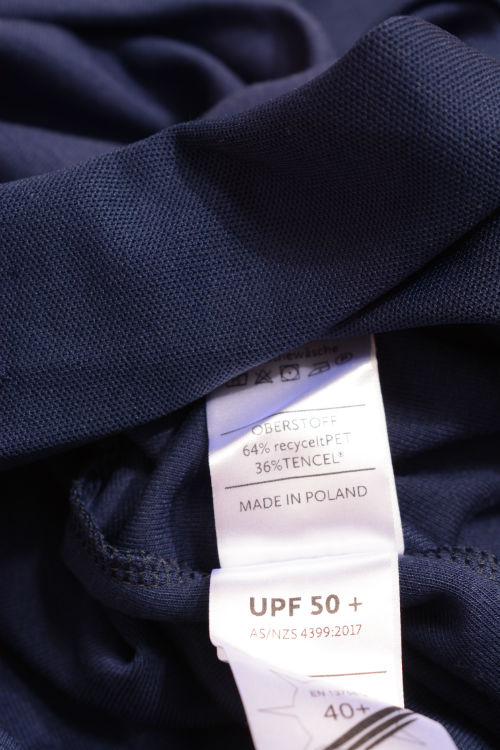 OBERSTOFF
64% recyceltPET
36%TENCEL®
MADE IN POLAND
UPF 50 +
AS/NZS 4399:2017
40+